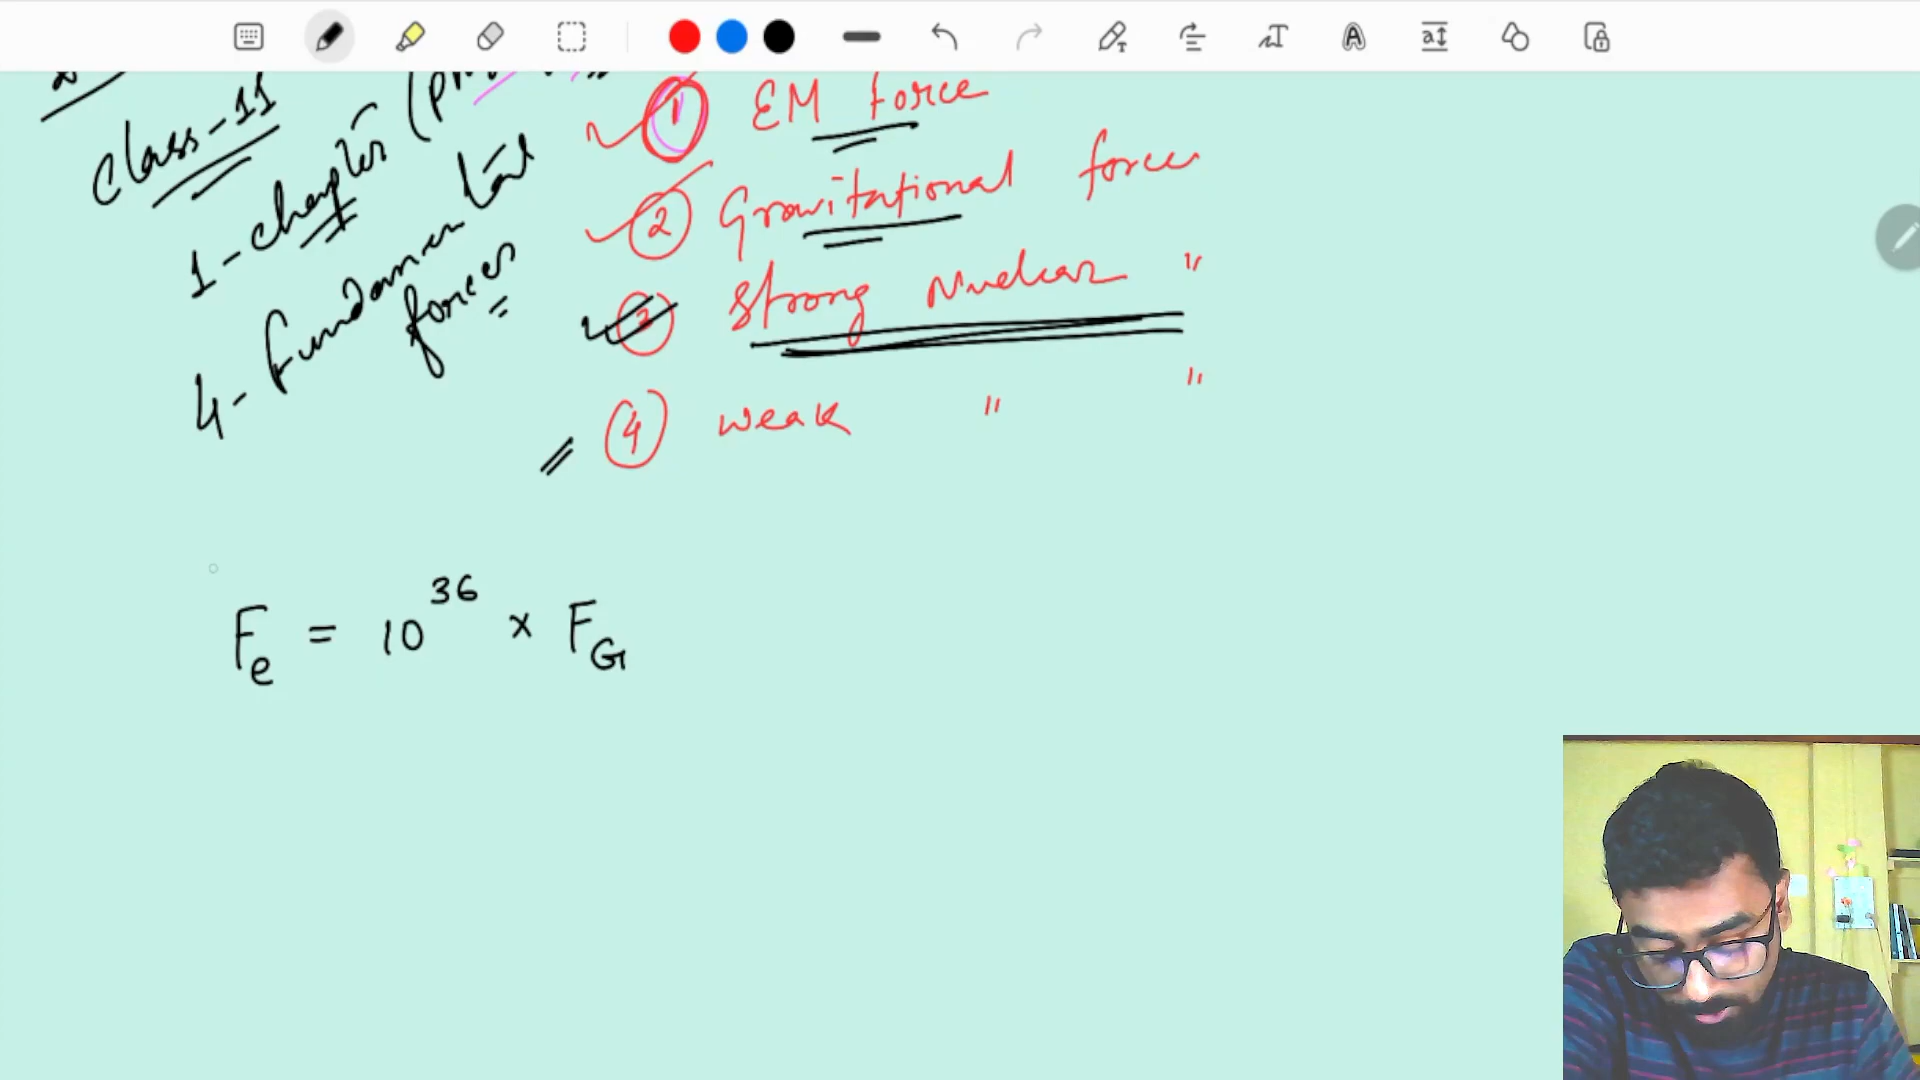 Class-11
1-chapter
4- Fundamental forces
1 EM force
2 Gravitational force
3 Strong Nuclear "
4 weak " "
Fe = 10^36 × FG